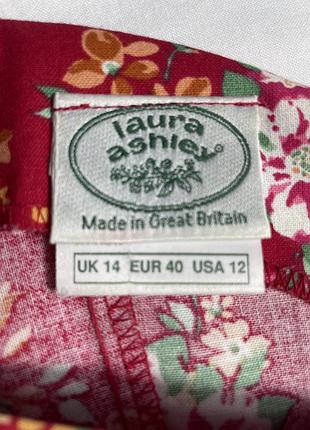 laura
ashley®
Made in Great Britain
UK 14 EUR 40 USA 12